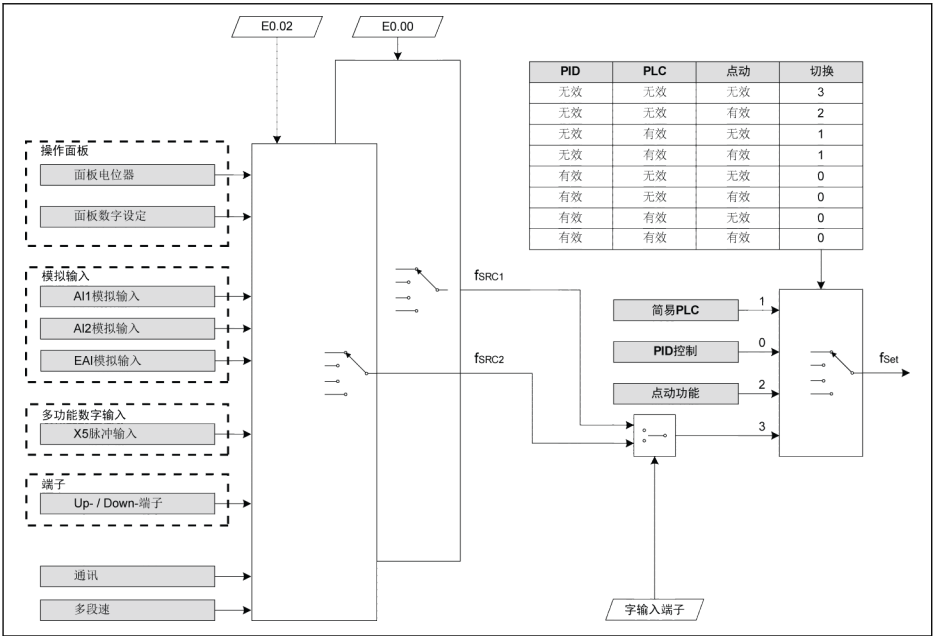 E0.02
E0.00
PID PLC 点动 切换
无效 无效 无效 3
无效 无效 有效 2
无效 有效 无效 1
无效 有效 有效 1
有效 无效 无效 0
有效 无效 有效 0
有效 有效 无效 0
有效 有效 有效 0
操作面板
面板电位器
面板数字设定
模拟输入
AI1模拟输入
AI2模拟输入
EAI模拟输入
多功能数字输入
X5脉冲输入
端子
Up- / Down-端子
通讯
多段速
fSRC1
fSRC2
简易PLC 1
PID控制 0
点动功能 2
3
fSet
字输入端子